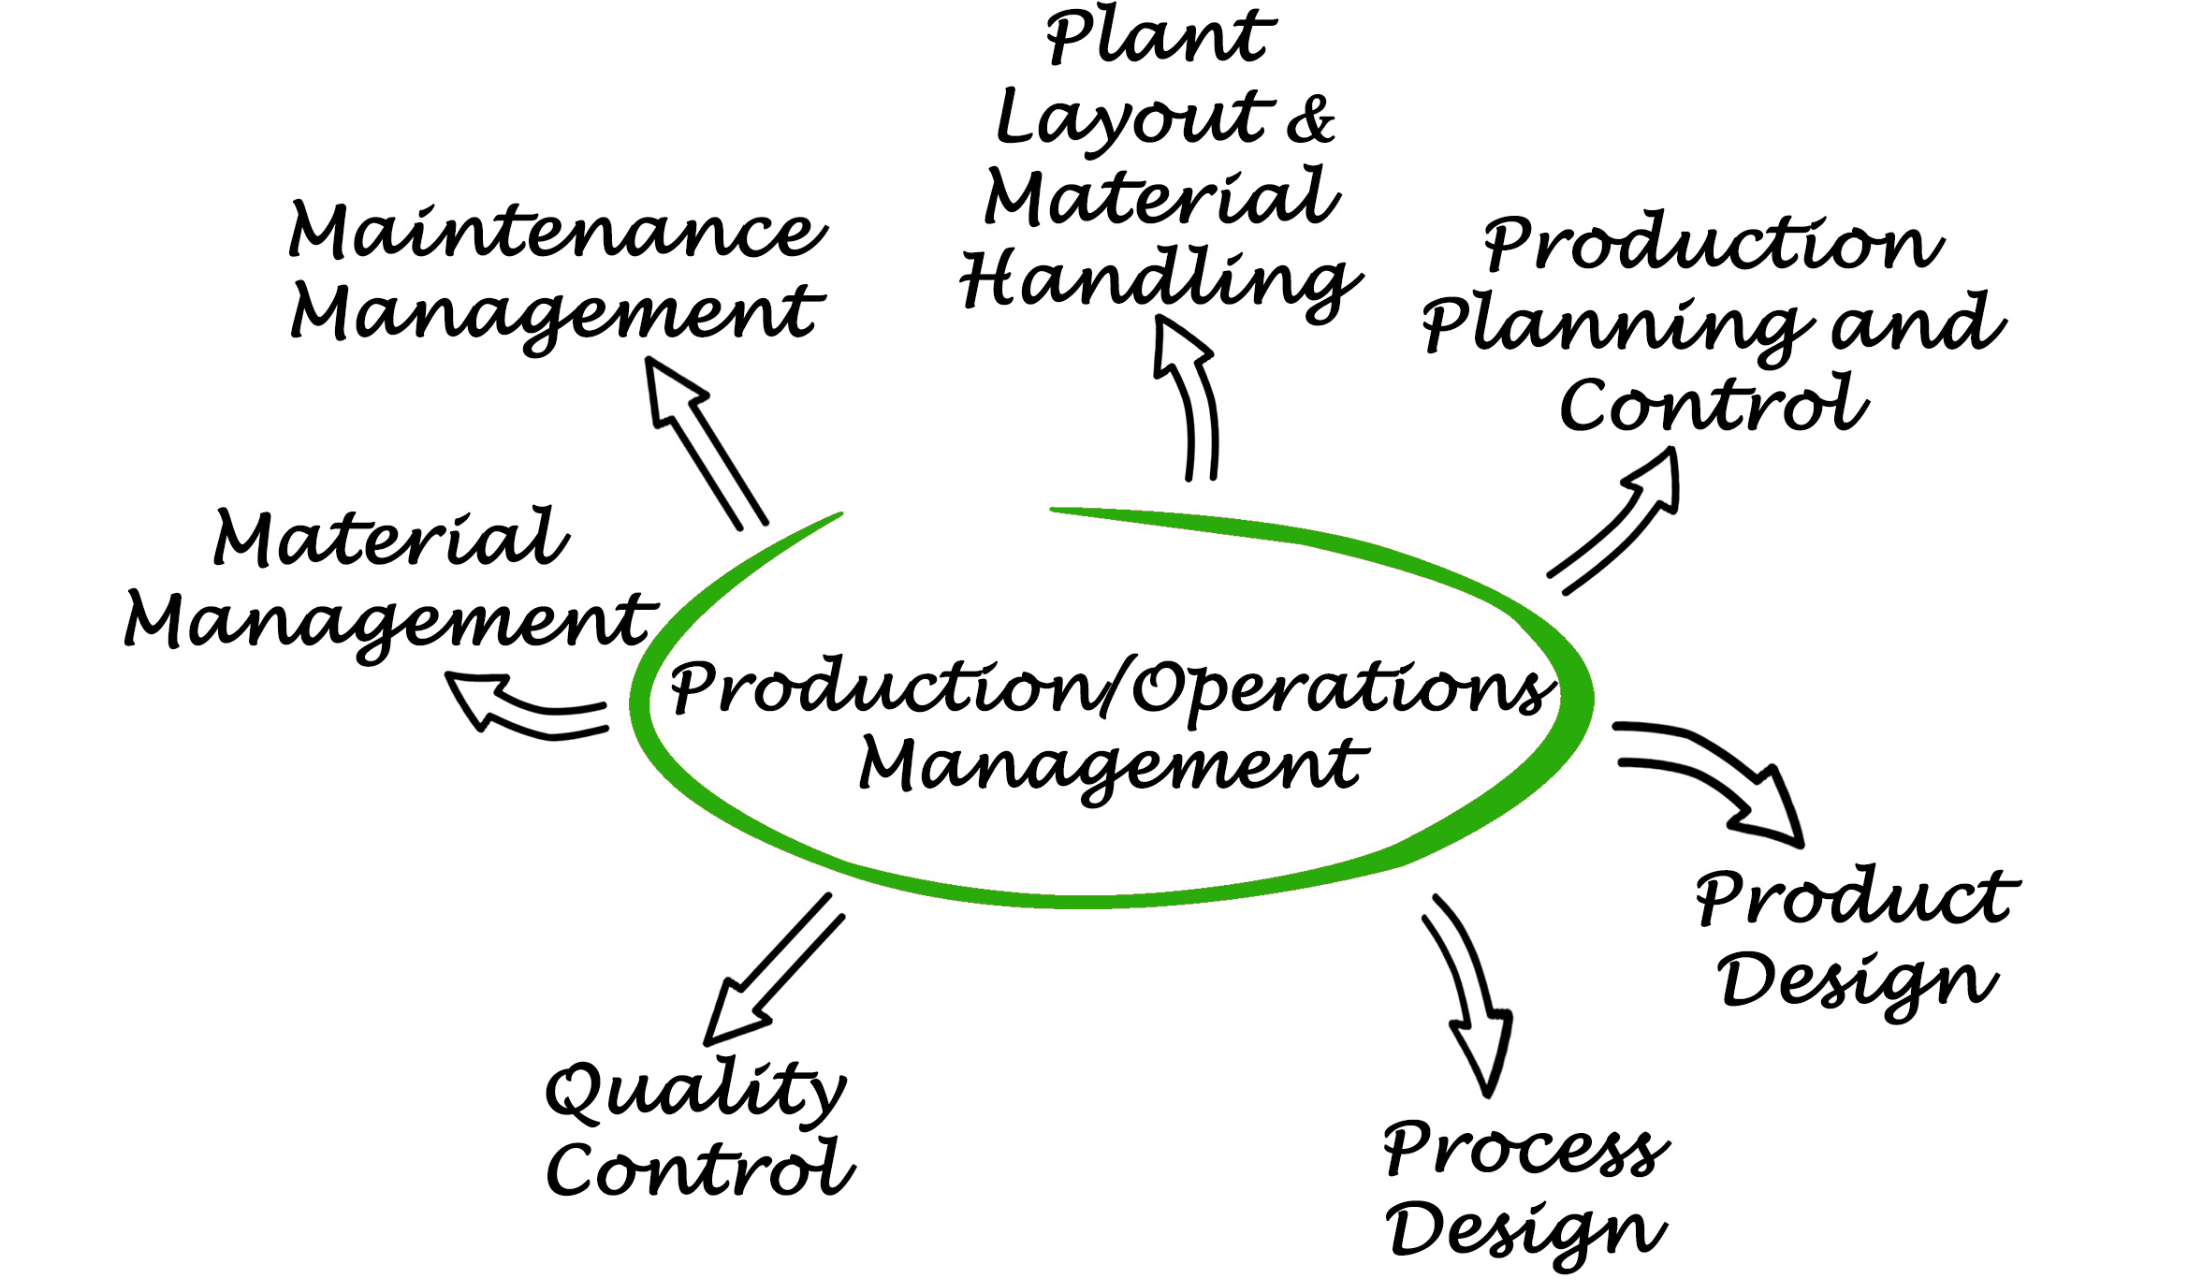 Plant
Layout &
Material
Handling
Maintenance
Management
Production
Planning and
Control
Material
Management
Production/Operations
Management
Product
Design
Quality
Control
Process
Design